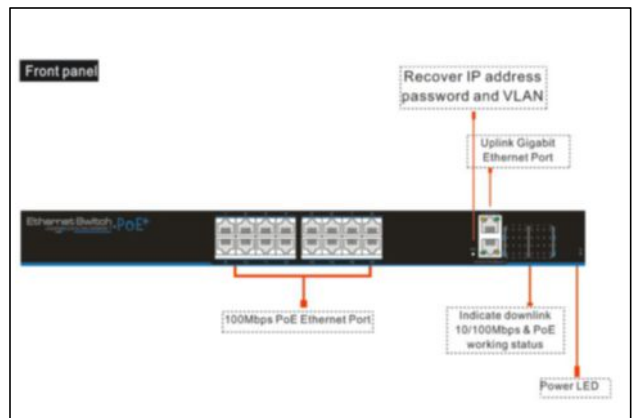 Front panel
Recover IP address
password and VLAN
Uplink Gigabit
Ethernet Port
Ethernet Switch PoE+
100Mbps PoE Ethernet Port
Indicate downlink
10/100Mbps & PoE
working status
Power LED